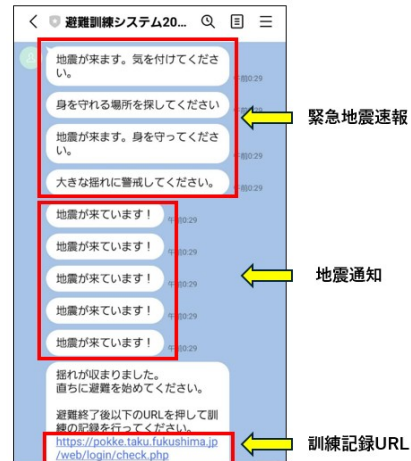 避難訓練システム20...
地震が来ます。気を付けてくださ
い。
午前0:29
身を守れる場所を探してください
緊急地震速報
地震が来ます。身を守ってくださ
い。
午前0:29
大きな揺れに警戒してください。
午前0:29
地震が来ています！
午前0:29
地震が来ています！
午前0:29
地震が来ています！
午前0:29
地震通知
地震が来ています！
午前0:29
地震が来ています！
午前0:29
揺れが収まりました。
直ちに避難を始めてください。
避難終了後以下のURLを押して訓
練の記録を行ってください。
https://pokke.taku.fukushima.jp
/web/login/check.php
訓練記録URL